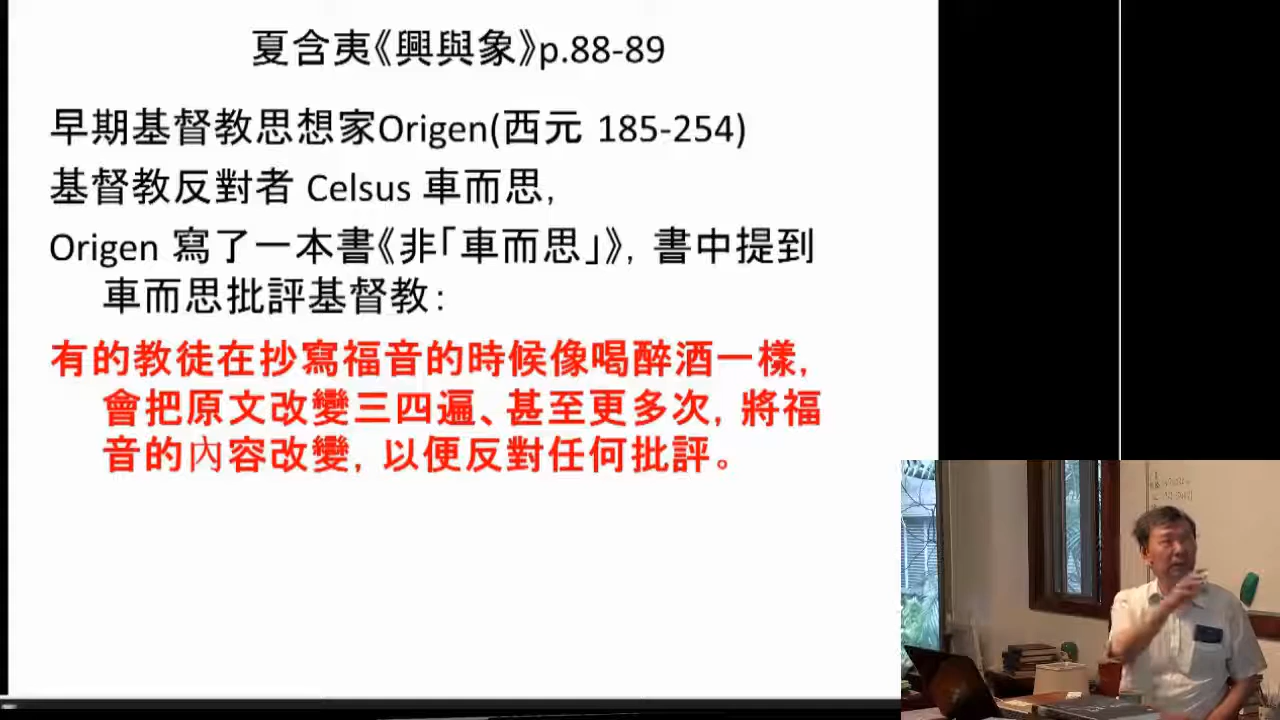 夏含夷《興與象》p.88-89
早期基督教思想家Origen(西元 185-254)
基督教反對者 Celsus 車而思,
Origen 寫了一本書《非「車而思」》, 書中提到
車而思批評基督教:
有的教徒在抄寫福音的時候像喝醉酒一樣,
會把原文改變三四遍、甚至更多次, 將福
音的內容改變, 以便反對任何批評。